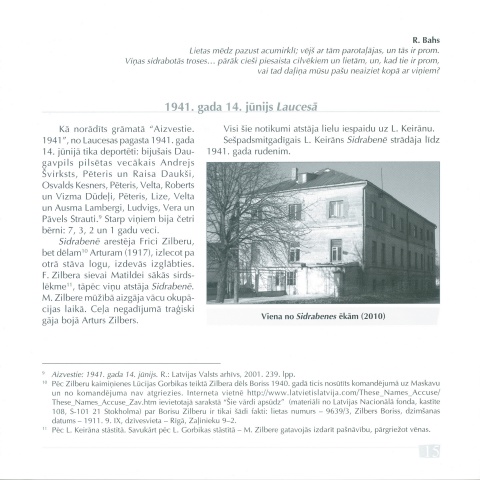 R. Bahs
Lietas mēdz pazust acumirklī; vējš ar tām parotaļājas, un tās ir prom.
Viņas sidrabotās troses... pārāk cieši piesaista cilvēkiem un lietām, un, kad tie ir prom,
vai tad daļiņa mūsu pašu neaiziet kopā ar viņiem?
1941. gada 14. jūnijs Laucesā
Kā norādīts grāmatā "Aizvestie.
1941", no Laucesas pagasta 1941. gada
14. jūnijā tika deportēti: bijušais Dau-
gavpils pilsētas vecākais Andrejs
Švirksts, Pēteris un Raisa Daukši,
Osvalds Kesners, Pēteris, Velta, Roberts
un Vizma Dūdeļi, Pēteris, Lize, Velta
un Ausma Lambergi, Ludvigs, Vera un
Pāvels Strauti.⁹ Starp viņiem bija četri
bērni: 7, 3, 2 un 1 gadu veci.
Sidrabenē arestēja Frici Zilberu,
bet dēlam¹⁰ Arturam (1917), izlecot pa
otrā stāva logu, izdevās izglābties.
F. Zilbera sievai Matildei sākās sirds-
lēkme¹¹, tāpēc viņu atstāja Sidrabenē.
M. Zilbere mūžībā aizgāja vācu okupā-
cijas laikā. Ceļa negadījumā traģiski
gāja bojā Arturs Zilbers.
Visi šie notikumi atstāja lielu iespaidu uz L. Keirānu.
Sešpadsmitgadīgais L. Keirāns Sidrabenē strādāja līdz
1941. gada rudenim.
Viena no Sidrabenes ēkām (2010)
⁹ Aizvestie: 1941. gada 14. jūnijs. R.: Latvijas Valsts arhīvs, 2001. 239. lpp.
¹⁰ Pēc Zilberu kaimiņienes Lūcijas Gorbikas teiktā Zilbera dēls Boriss 1940. gadā ticis nosūtīts komandējumā uz Maskavu
un no komandējuma nav atgriezies. Interneta vietnē http://www.latvietislatvija.com/These_Names_Accuse/
These_Names_Accuse_Zav.htm ievietotajā sarakstā "Šie vārdi apsūdz" (materiāli no Latvijas Nacionālā fonda, kastīte
108, S-101 21 Stokholma) par Borisu Zilberu ir tikai šādi fakti: lietas numurs – 9639/3, Zilbers Boriss, dzimšanas
datums – 1911. 9. IX, dzīvesvieta – Rīgā, Zaļinieku 9–2.
¹¹ Pēc L. Keirāna stāstītā. Savukārt pēc L. Gorbikas stāstītā – M. Zilbere gatavojās izdarīt pašnāvību, pārgriežot vēnas.
15